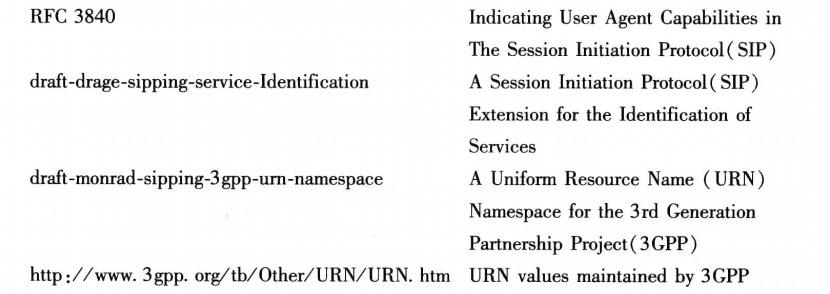 RFC 3840 Indicating User Agent Capabilities in
The Session Initiation Protocol(SIP)
draft-drage-sipping-service-Identification A Session Initiation Protocol(SIP)
Extension for the Identification of
Services
draft-monrad-sipping-3gpp-urn-namespace A Uniform Resource Name (URN)
Namespace for the 3rd Generation
Partnership Project(3GPP)
http://www. 3gpp. org/tb/Other/URN/URN. htm URN values maintained by 3GPP